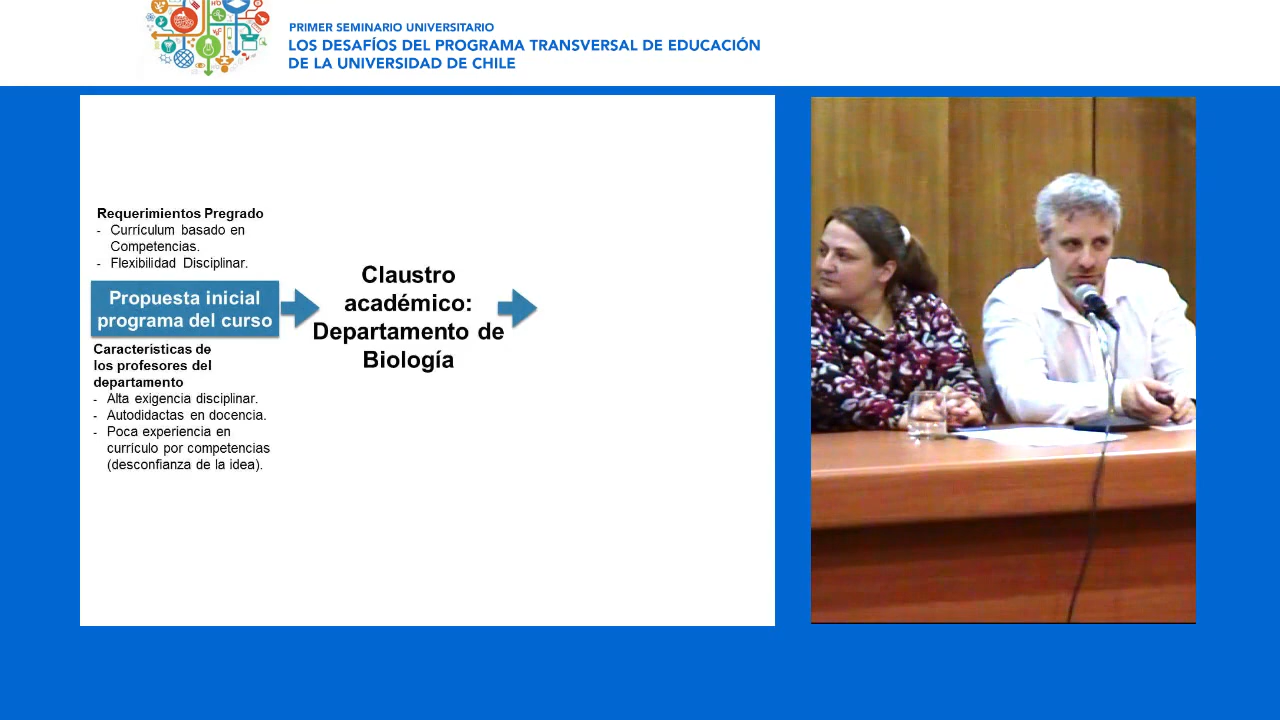 PRIMER SEMINARIO UNIVERSITARIO
LOS DESAFÍOS DEL PROGRAMA TRANSVERSAL DE EDUCACIÓN
DE LA UNIVERSIDAD DE CHILE
Requerimientos Pregrado
- Currículum basado en
Competencias.
- Flexibilidad Disciplinar.
Propuesta inicial
programa del curso
Características de
los profesores del
departamento
- Alta exigencia disciplinar.
- Autodidactas en docencia.
- Poca experiencia en
currículo por competencias
(desconfianza de la idea).
Claustro
académico:
Departamento de
Biología